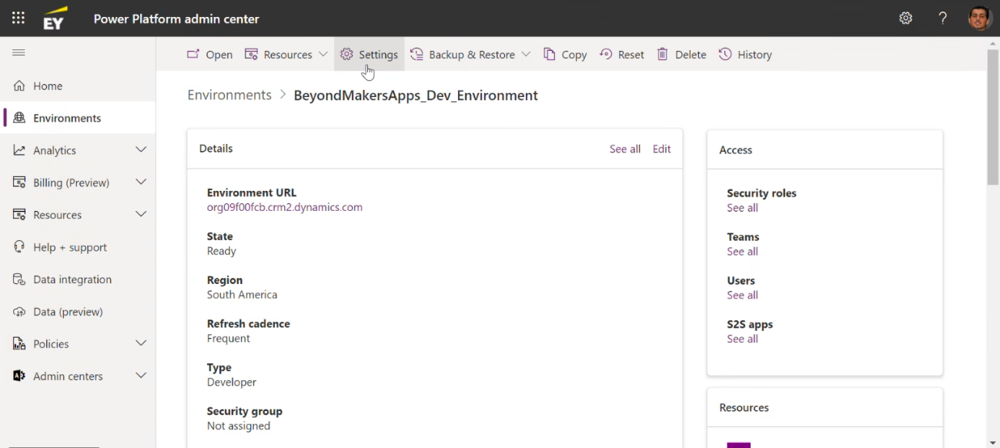 EY Power Platform admin center ?
Open Resources Settings Backup & Restore Copy Reset Delete History
Home
Environments
Analytics
Billing (Preview)
Resources
Help + support
Data integration
Data (preview)
Policies
Admin centers
Environments > BeyondMakersApps_Dev_Environment
Details See all Edit
Environment URL
org09f00fcb.crm2.dynamics.com
State
Ready
Region
South America
Refresh cadence
Frequent
Type
Developer
Security group
Not assigned
Access
Security roles
See all
Teams
See all
Users
See all
S2S apps
See all
Resources